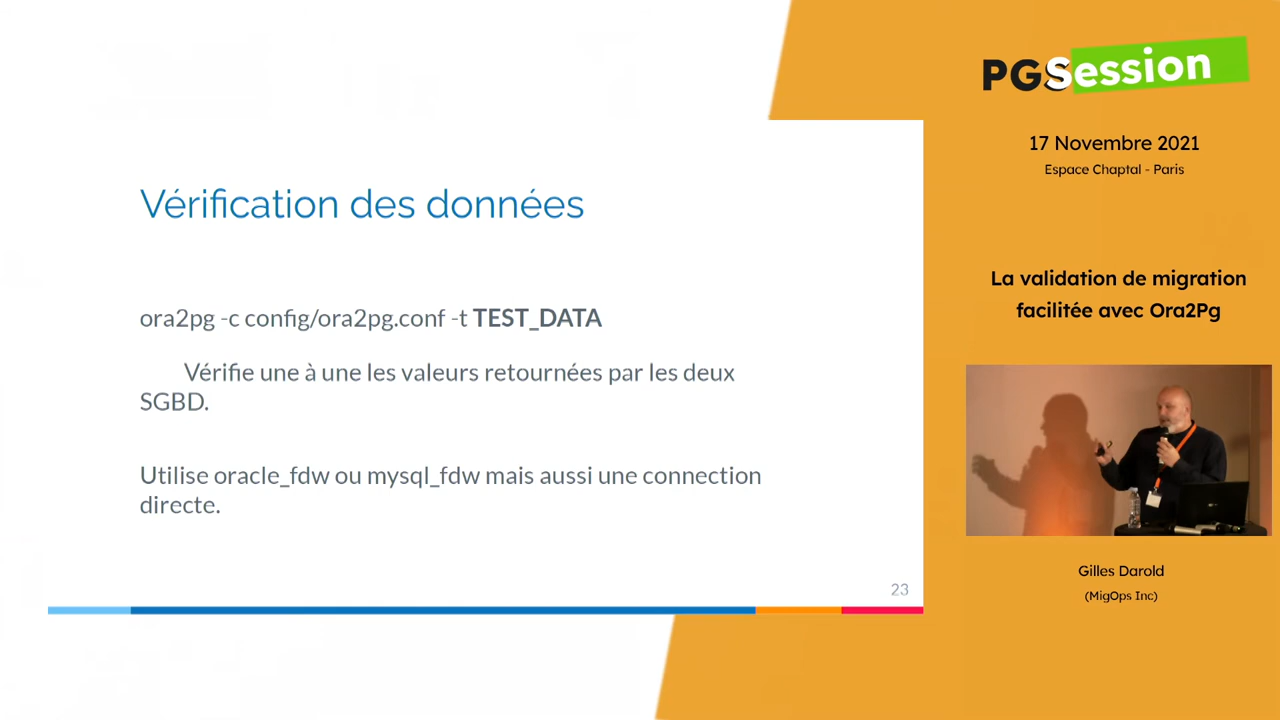 PGSession
17 Novembre 2021
Espace Chaptal - Paris
Vérification des données
ora2pg -c config/ora2pg.conf -t TEST_DATA
Vérifie une à une les valeurs retournées par les deux
SGBD.
Utilise oracle_fdw ou mysql_fdw mais aussi une connection
directe.
23
La validation de migration
facilitée avec Ora2Pg
Gilles Darold
(MigOps Inc)